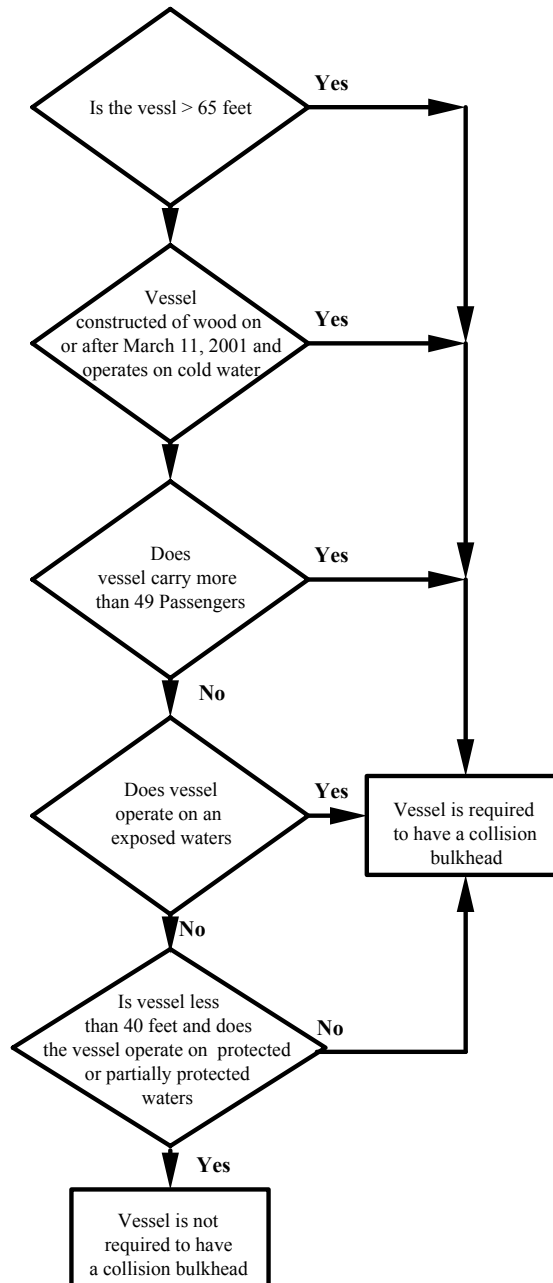 Is the vessl > 65 feet
Yes
Vessel
constructed of wood on
or after March 11, 2001 and
operates on cold water
Yes
Does
vessel carry more
than 49 Passengers
Yes
No
Does vessel
operate on an
exposed waters
Yes
Vessel is required
to have a collision
bulkhead
No
Is vessel less
than 40 feet and does
the vessel operate on protected
or partially protected
waters
No
Yes
Vessel is not
required to have
a collision bulkhead